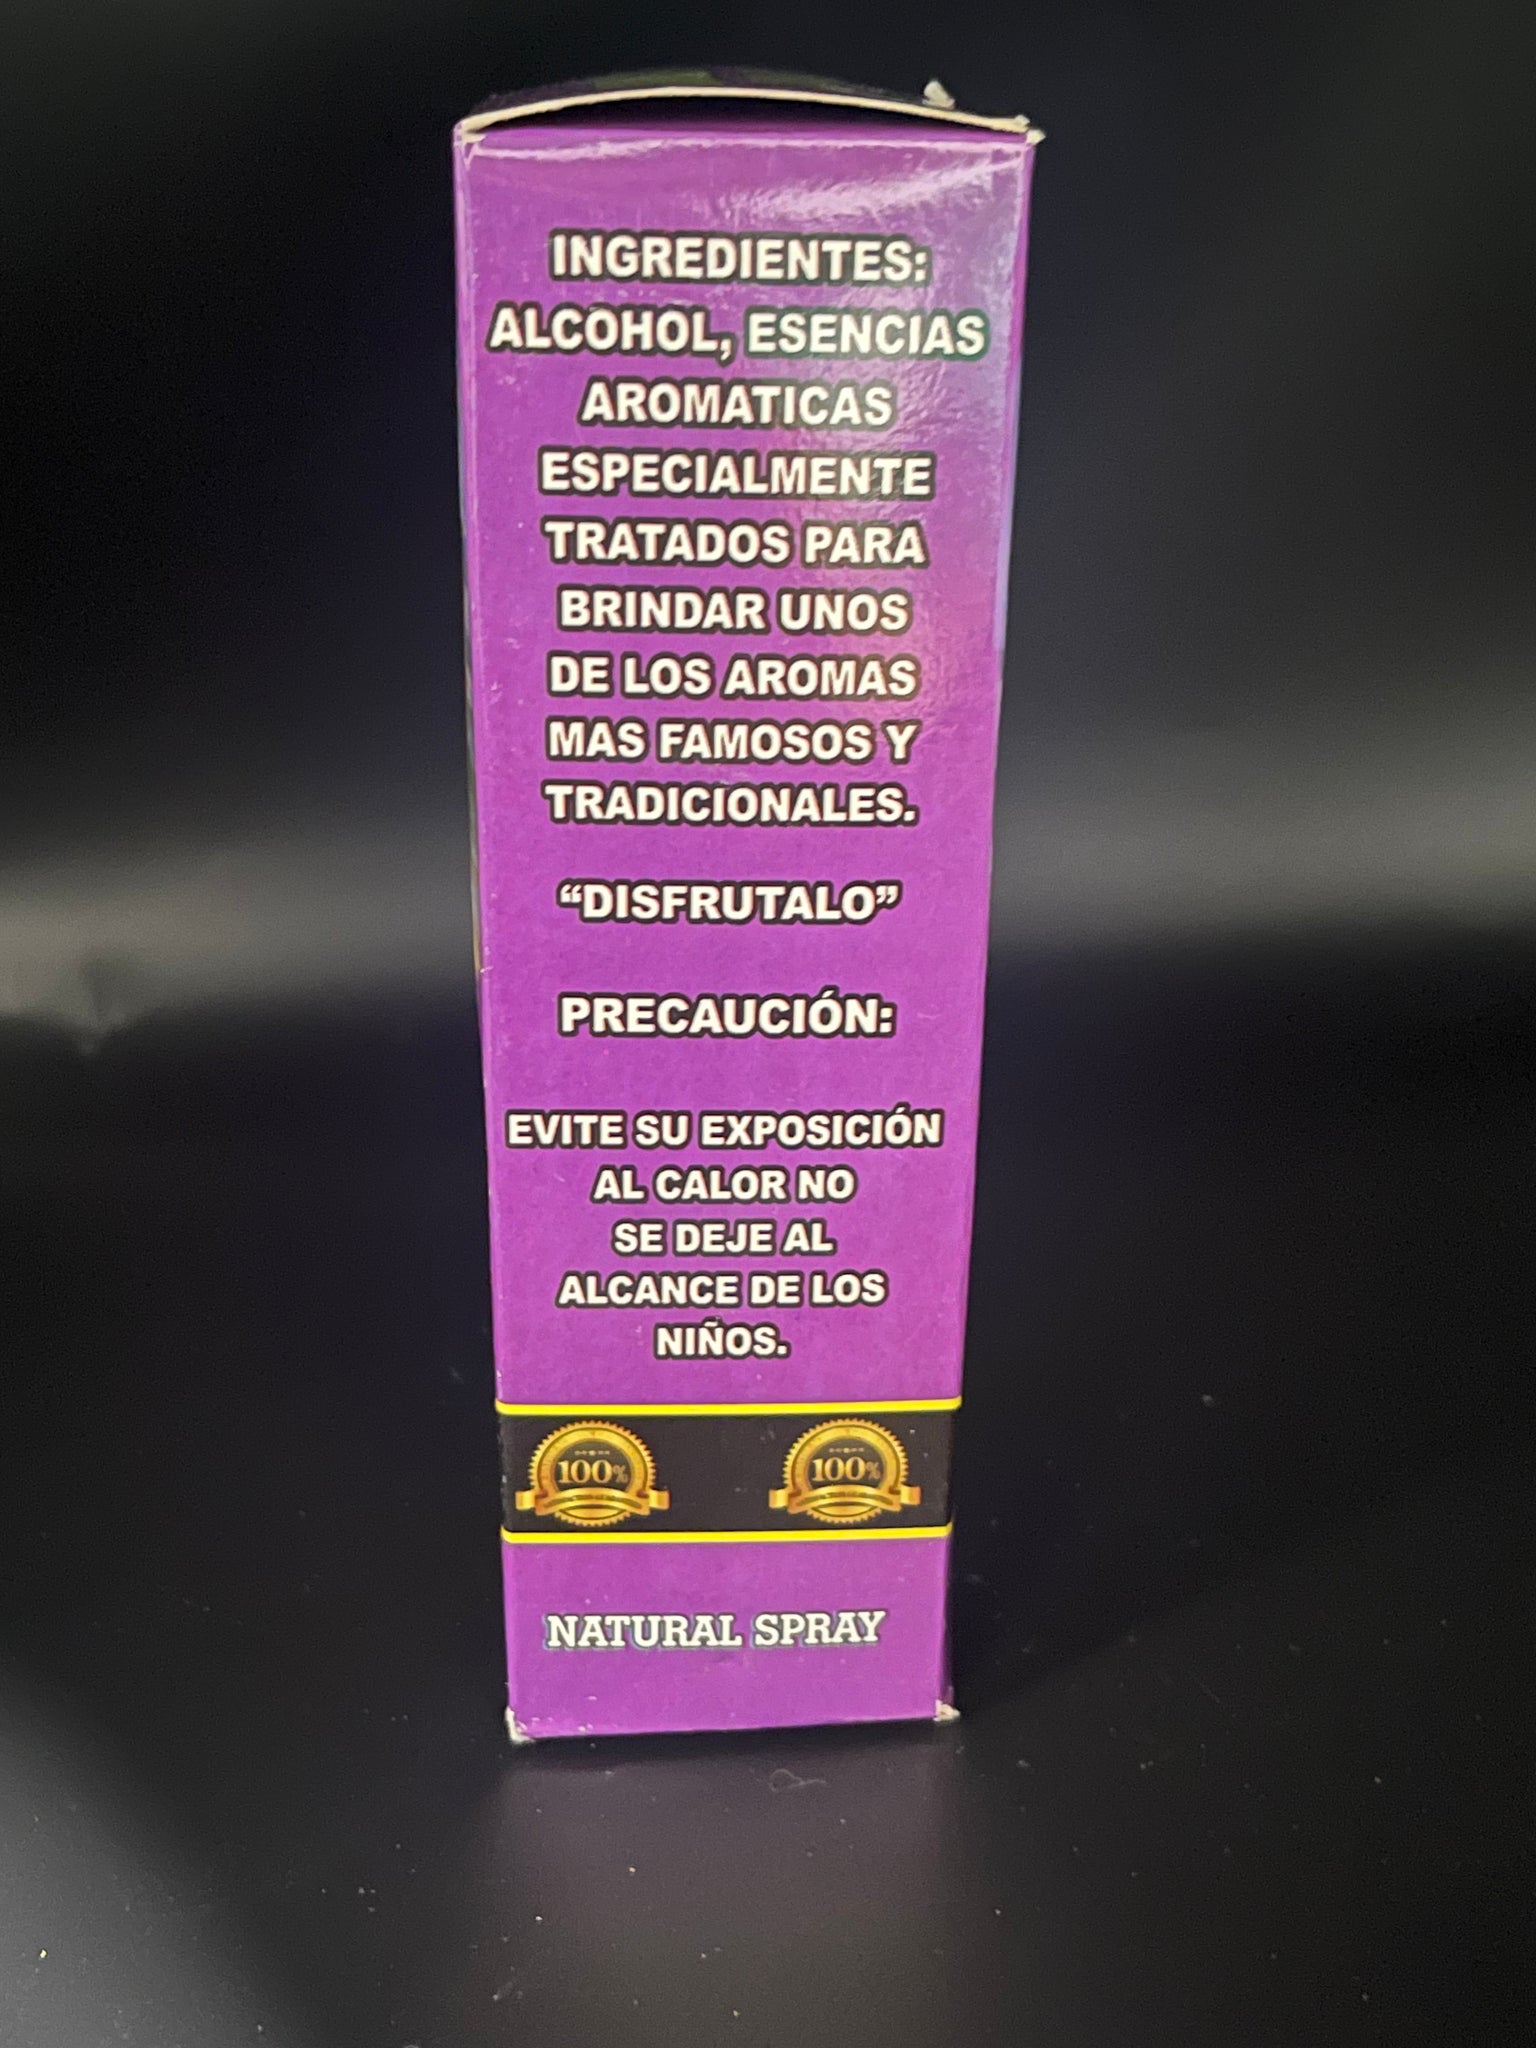 INGREDIENTES:
ALCOHOL, ESENCIAS
AROMATICAS
ESPECIALMENTE
TRATADOS PARA
BRINDAR UNOS
DE LOS AROMAS
MAS FAMOSOS Y
TRADICIONALES.
“DISFRUTALO”
PRECAUCIÓN:
EVITE SU EXPOSICIÓN
AL CALOR NO
SE DEJE AL
ALCANCE DE LOS
NIÑOS.
100% 100%
NATURAL SPRAY